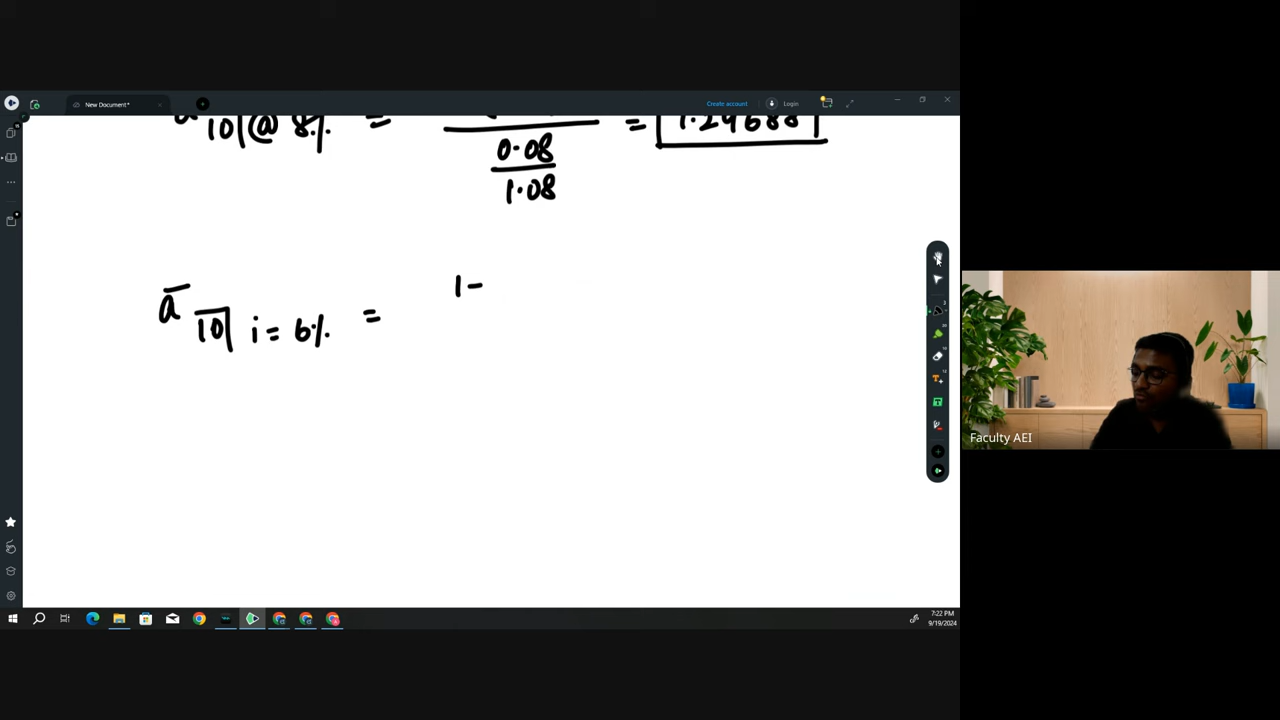 New Document*
Create account
Login
10 @ 8% =
0.08
1.08
= 1.24688
ā 10 i = 6% = 1 -
Faculty AEI
7:22 PM
9/19/2024